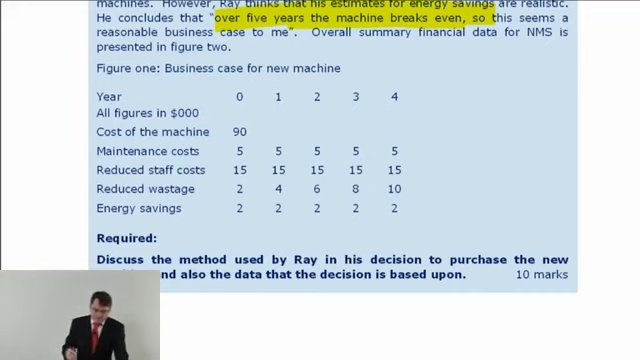 machines. However, Ray thinks that his estimates for energy savings are realistic.
He concludes that "over five years the machine breaks even, so this seems a
reasonable business case to me". Overall summary financial data for NMS is
presented in figure two.
Figure one: Business case for new machine
Year 0 1 2 3 4
All figures in $000
Cost of the machine 90
Maintenance costs 5 5 5 5 5
Reduced staff costs 15 15 15 15 15
Reduced wastage 2 4 6 8 10
Energy savings 2 2 2 2 2
Required:
Discuss the method used by Ray in his decision to purchase the new
nd also the data that the decision is based upon. 10 marks